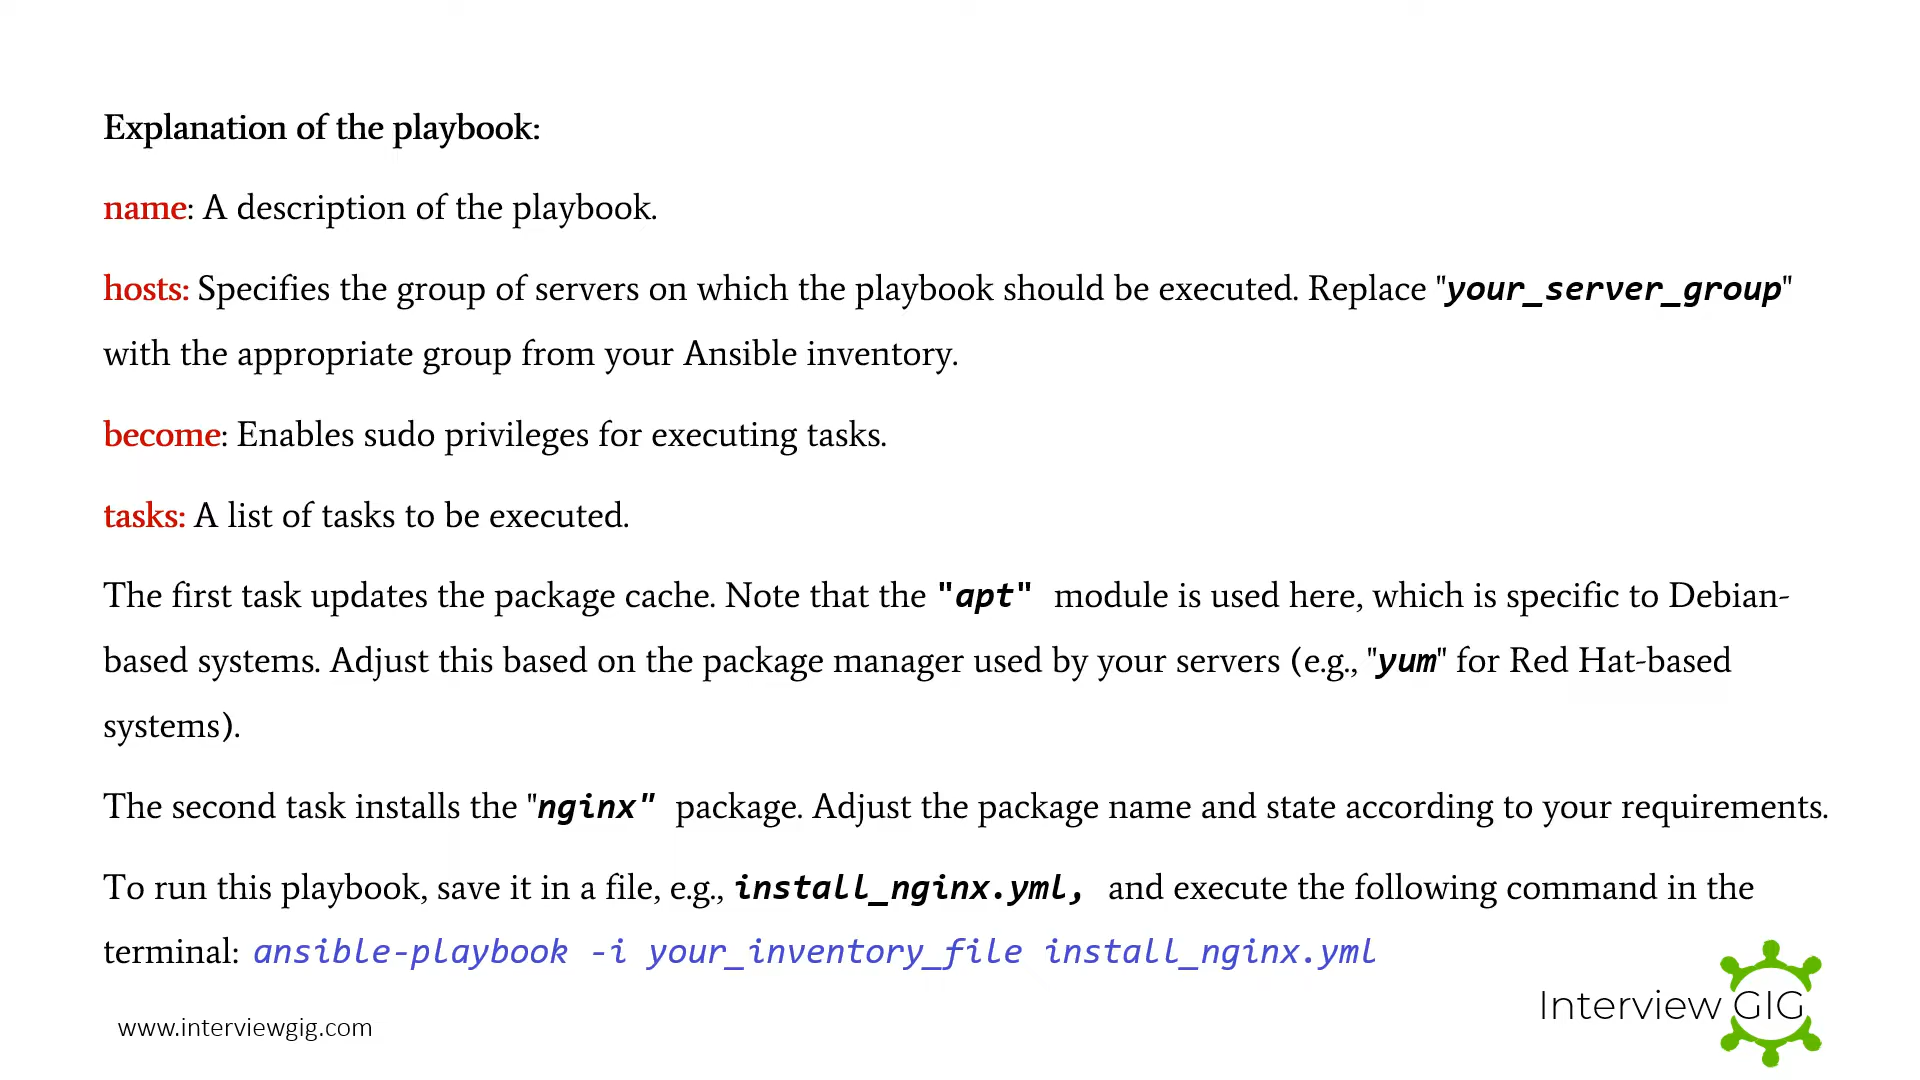 Explanation of the playbook:
name: A description of the playbook.
hosts: Specifies the group of servers on which the playbook should be executed. Replace "your_server_group"
with the appropriate group from your Ansible inventory.
become: Enables sudo privileges for executing tasks.
tasks: A list of tasks to be executed.
The first task updates the package cache. Note that the "apt" module is used here, which is specific to Debian-
based systems. Adjust this based on the package manager used by your servers (e.g., "yum" for Red Hat-based
systems).
The second task installs the "nginx" package. Adjust the package name and state according to your requirements.
To run this playbook, save it in a file, e.g., install_nginx.yml, and execute the following command in the
terminal: ansible-playbook -i your_inventory_file install_nginx.yml
Interview GIG
www.interviewgig.com